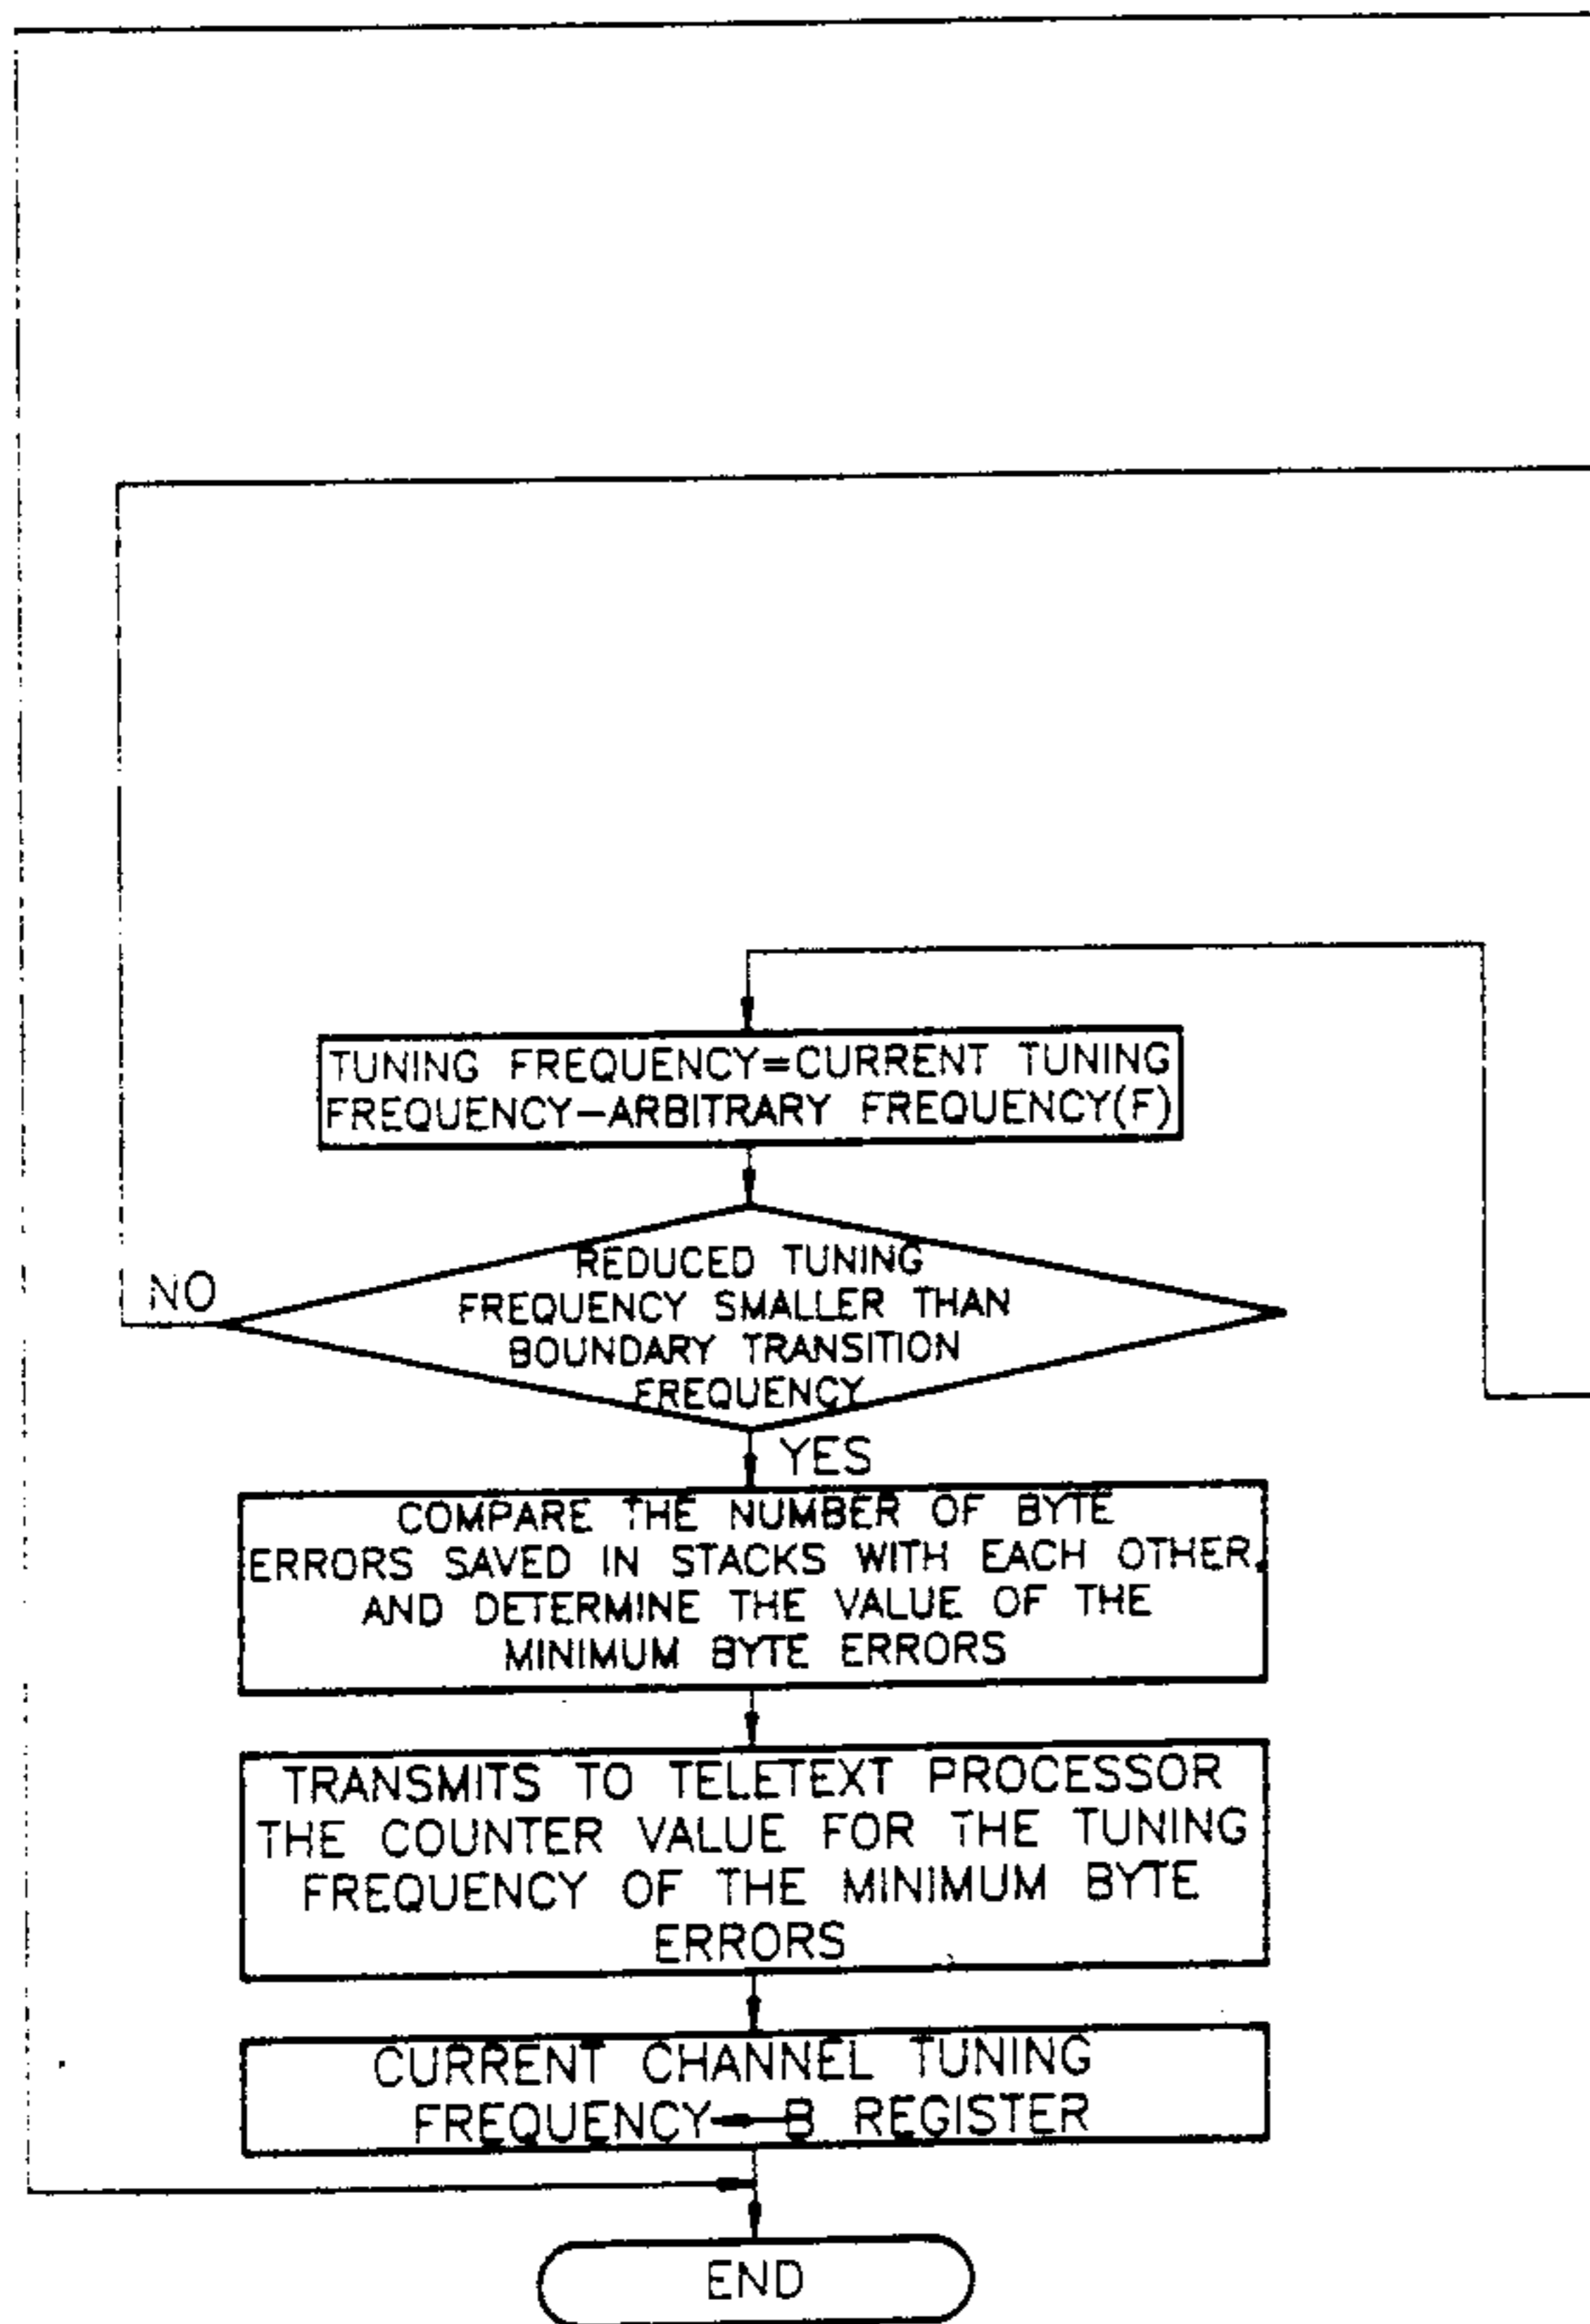 TUNING FREQUENCY=CURRENT TUNING
FREQUENCY-ARBITRARY FREQUENCY(F)
REDUCED TUNING
FREQUENCY SMALLER THAN
BOUNDARY TRANSITION
FREQUENCY
NO
YES
COMPARE THE NUMBER OF BYTE
ERRORS SAVED IN STACKS WITH EACH OTHER,
AND DETERMINE THE VALUE OF THE
MINIMUM BYTE ERRORS
TRANSMITS TO TELETEXT PROCESSOR
THE COUNTER VALUE FOR THE TUNING
FREQUENCY OF THE MINIMUM BYTE
ERRORS
CURRENT CHANNEL TUNING
FREQUENCY←B REGISTER
END